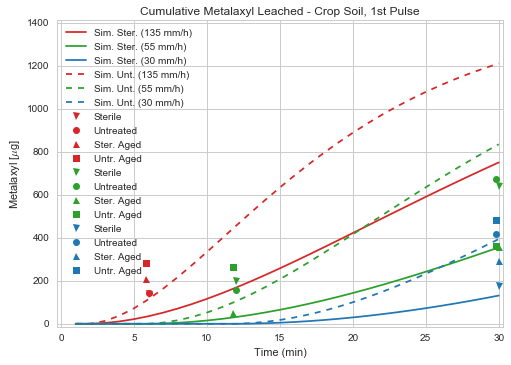 Cumulative Metalaxyl Leached - Crop Soil, 1st Pulse
1400
1200
1000
800
600
400
200
0
Metalaxyl [μg]
Sim. Ster. (135 mm/h)
Sim. Ster. (55 mm/h)
Sim. Ster. (30 mm/h)
Sim. Unt. (135 mm/h)
Sim. Unt. (55 mm/h)
Sim. Unt. (30 mm/h)
Sterile
Untreated
Ster. Aged
Untr. Aged
Sterile
Untreated
Ster. Aged
Untr. Aged
Sterile
Untreated
Ster. Aged
Untr. Aged
0 5 10 15 20 25 30
Time (min)